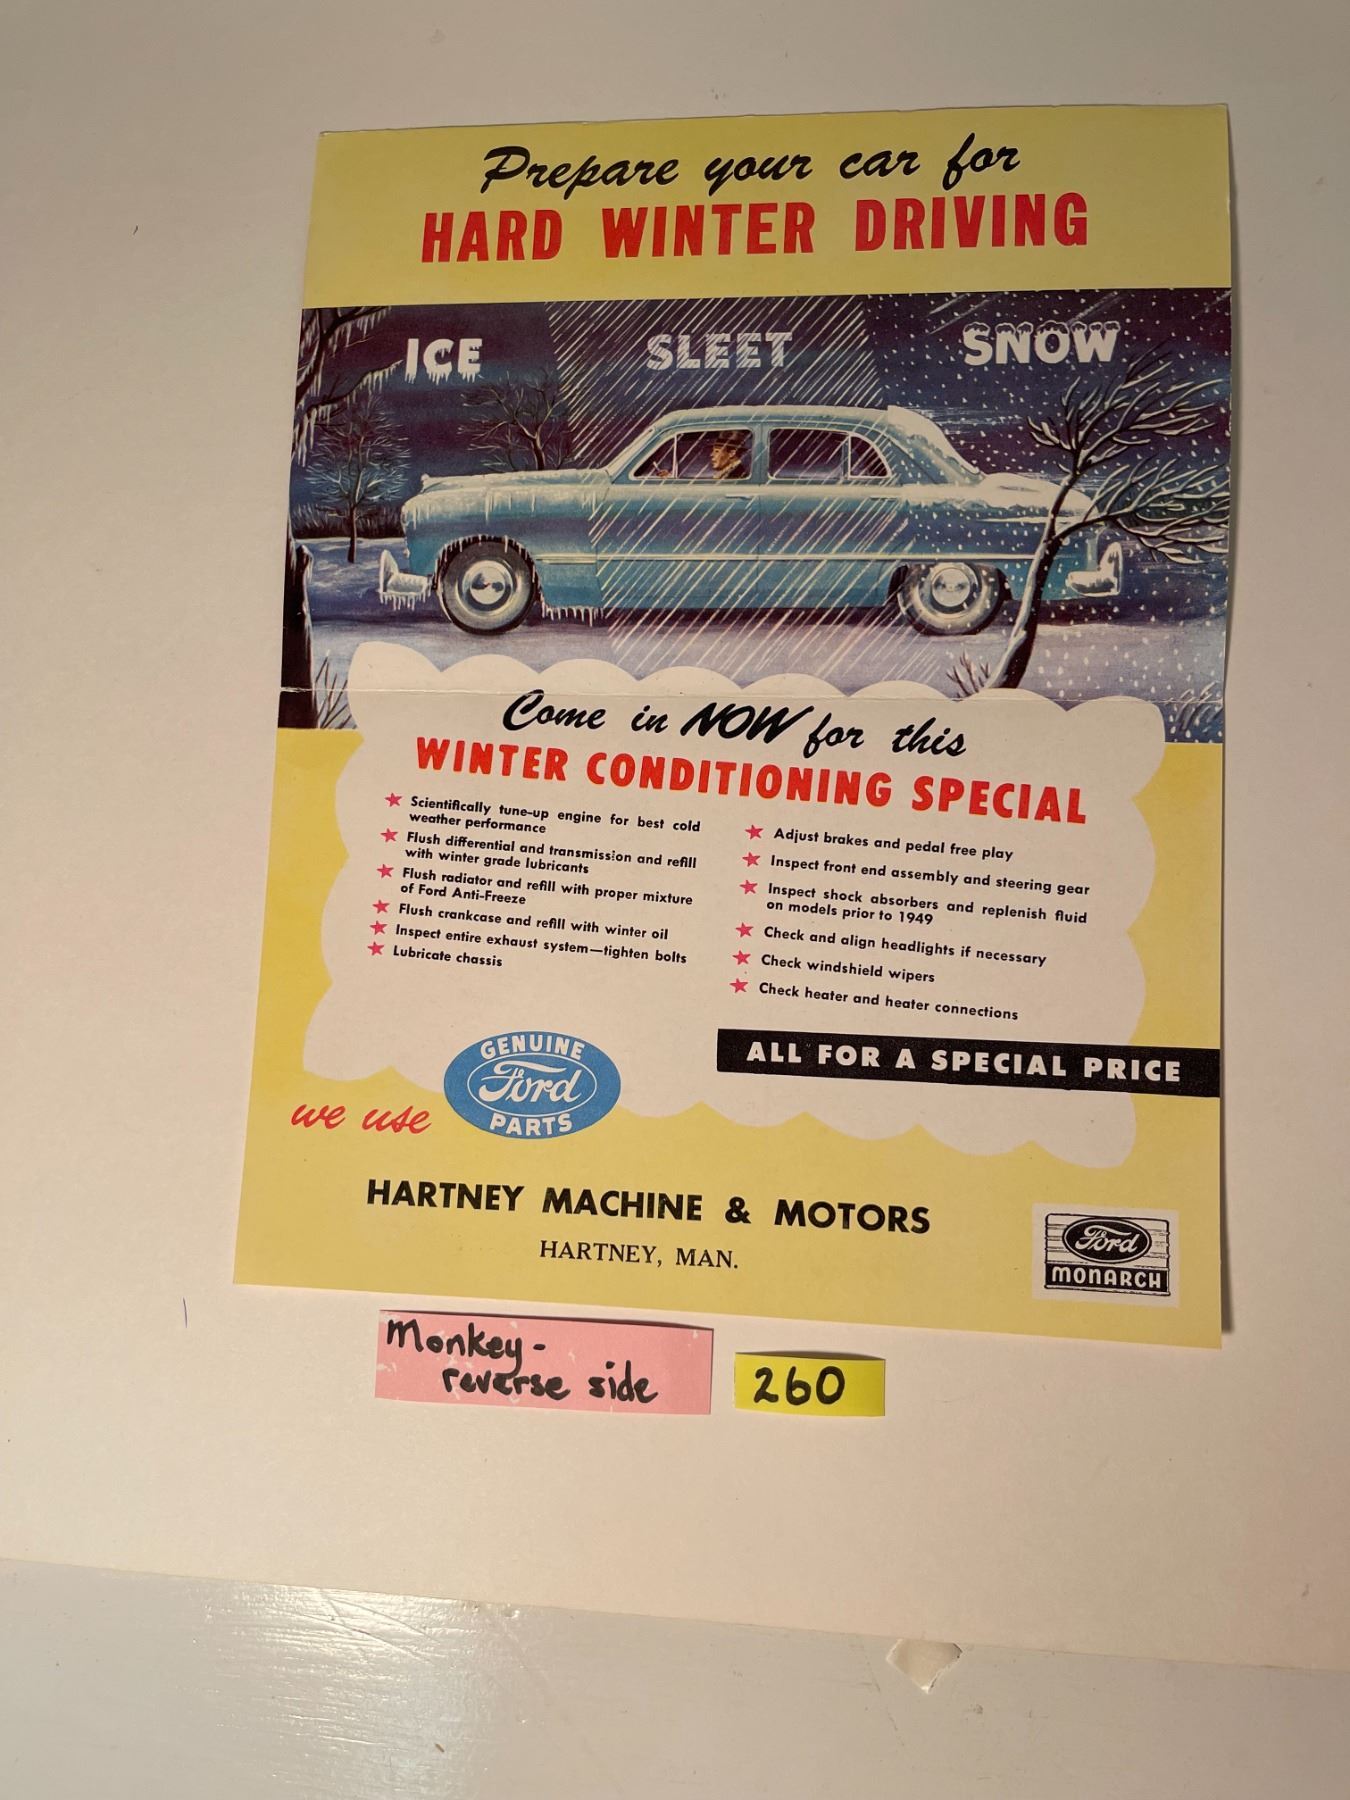 Prepare your car for
HARD WINTER DRIVING
ICE
SLEET
SNOW
Come in NOW for this
WINTER CONDITIONING SPECIAL
Scientifically tune-up engine for best cold
weather performance
Flush differential and transmission and refill
with winter grade lubricants
Flush radiator and refill with proper mixture
of Ford Anti-Freeze
Flush crankcase and refill with winter oil
Inspect entire exhaust system—tighten bolts
Lubricate chassis
Adjust brakes and pedal free play
Inspect front end assembly and steering gear
Inspect shock absorbers and replenish fluid
on models prior to 1949
Check and align headlights if necessary
Check windshield wipers
Check heater and heater connections
ALL FOR A SPECIAL PRICE
we use
GENUINE
Ford
PARTS
HARTNEY MACHINE & MOTORS
HARTNEY, MAN.
Ford
MONARCH
Monkey-
reverse side
260